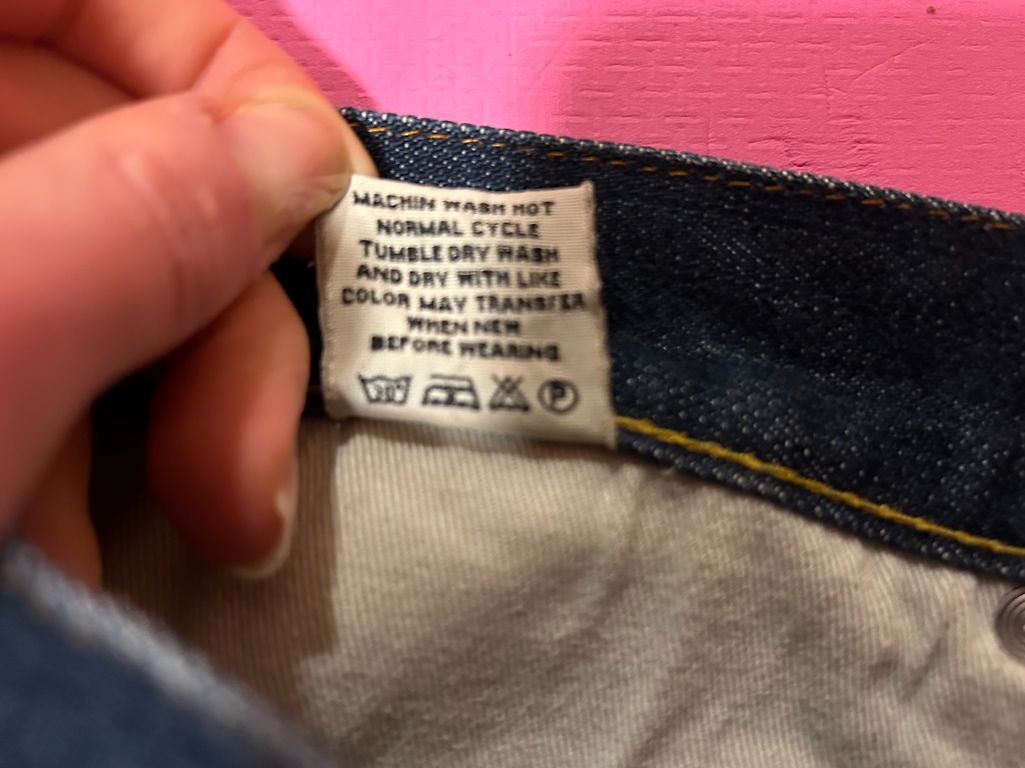 MACHIN WASH HOT
NORMAL CYCLE
TUMBLE DRY WASH
AND DRY WITH LIKE
COLOR MAY TRANSFER
WHEN NEW
BEFORE WEARING
30°
P